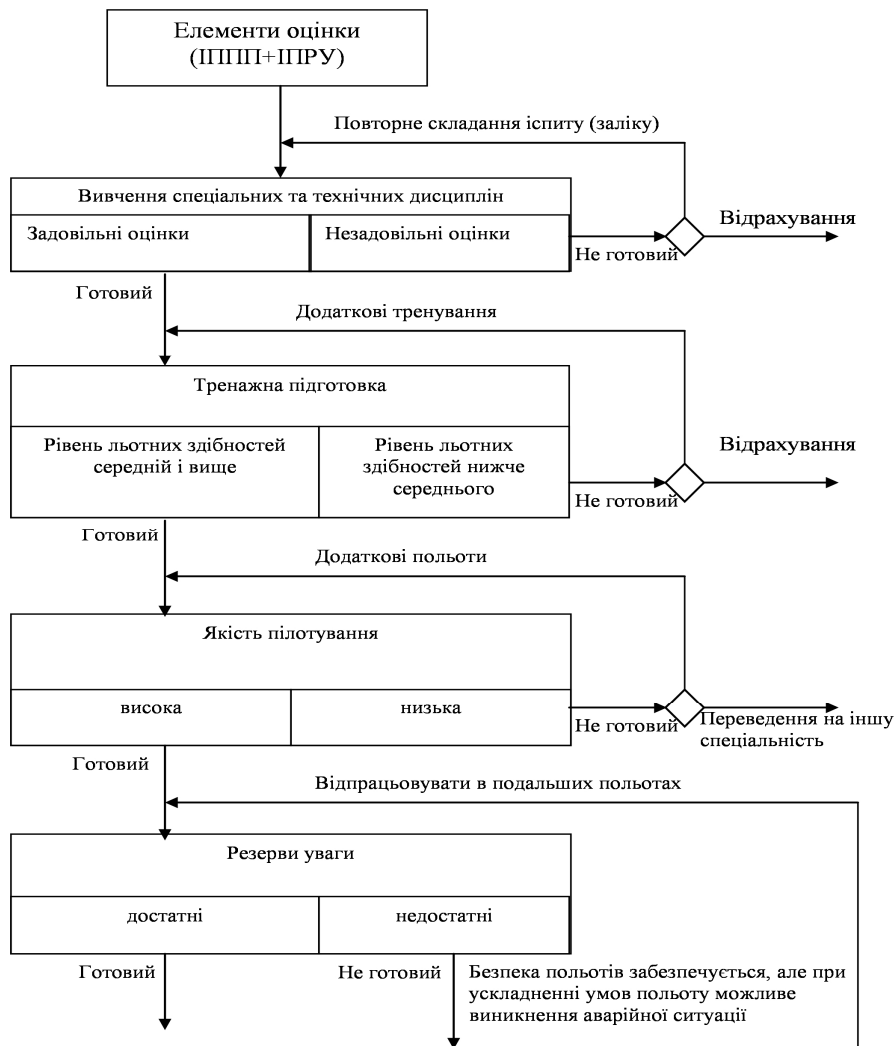 Елементи оцінки
(ІППП+ІПРУ)
Повторне складання іспиту (заліку)
Вивчення спеціальних та технічних дисциплін
Задовільні оцінки
Незадовільні оцінки
Не готовий
Відрахування
Готовий
Додаткові тренування
Тренажна підготовка
Рівень льотних здібностей
середній і вище
Рівень льотних
здібностей нижче
середнього
Не готовий
Відрахування
Готовий
Додаткові польоти
Якість пілотування
висока
низька
Не готовий
Переведення на іншу
спеціальність
Готовий
Відпрацьовувати в подальших польотах
Резерви уваги
достатні
недостатні
Готовий
Не готовий
Безпека польотів забезпечується, але при
ускладненні умов польоту можливе
виникнення аварійної ситуації